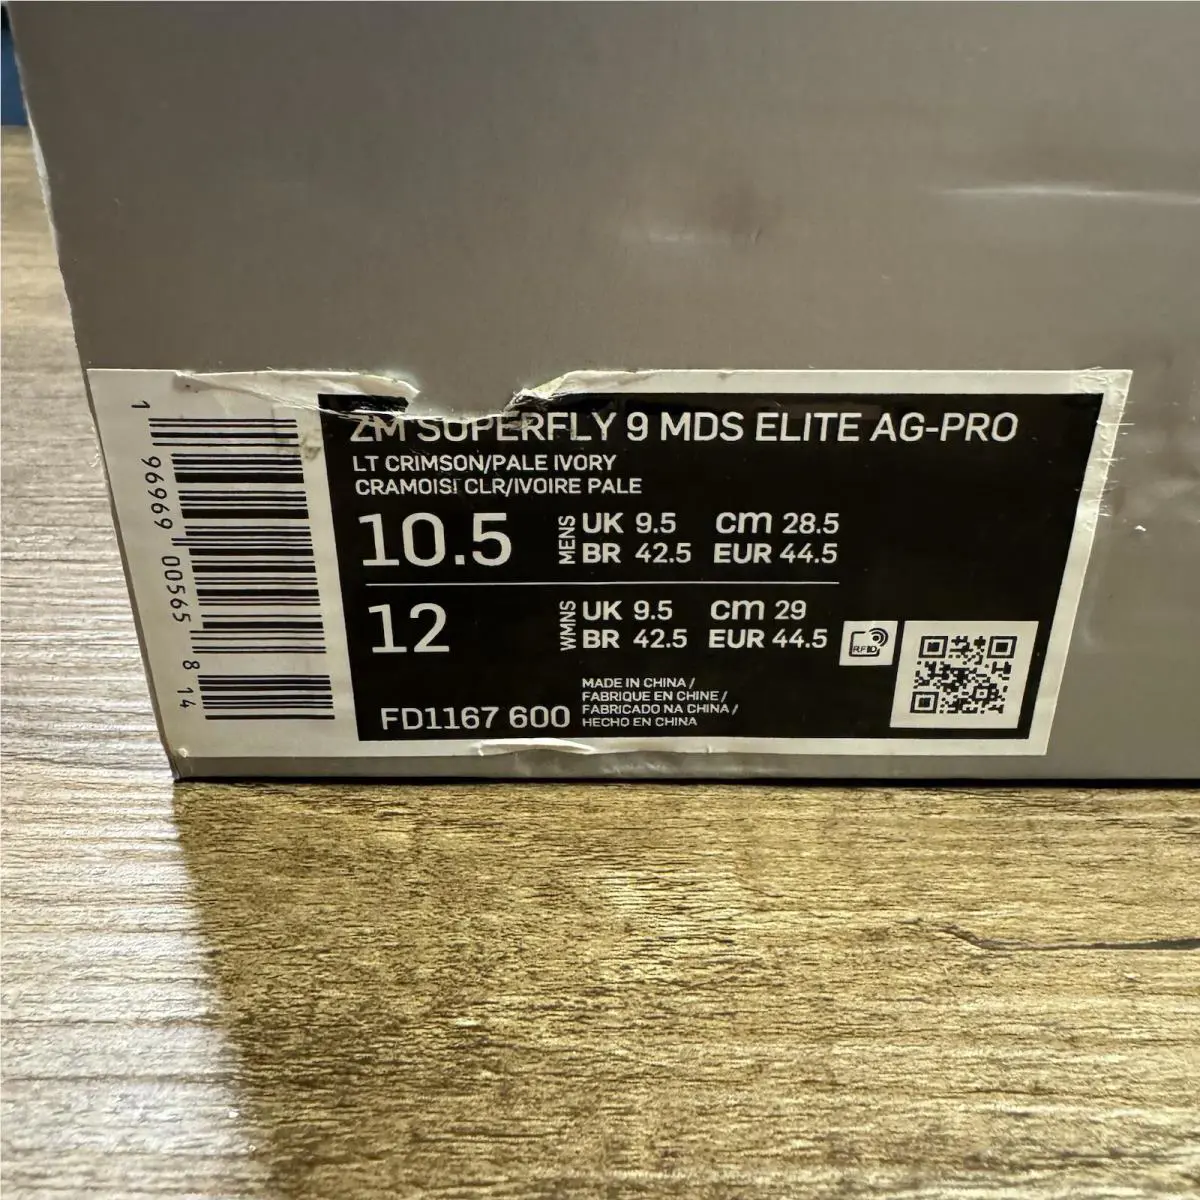 ZM SUPERFLY 9 MDS ELITE AG-PRO
LT CRIMSON/PALE IVORY
CRAMOISI CLR/IVOIRE PALE
10.5 MENS UK 9.5 cm 28.5
BR 42.5 EUR 44.5
12 WMNS UK 9.5 cm 29
BR 42.5 EUR 44.5
RFID
MADE IN CHINA /
FABRIQUE EN CHINE /
FABRICADO NA CHINA /
HECHO EN CHINA
FD1167 600
1 96969 00565 8 14